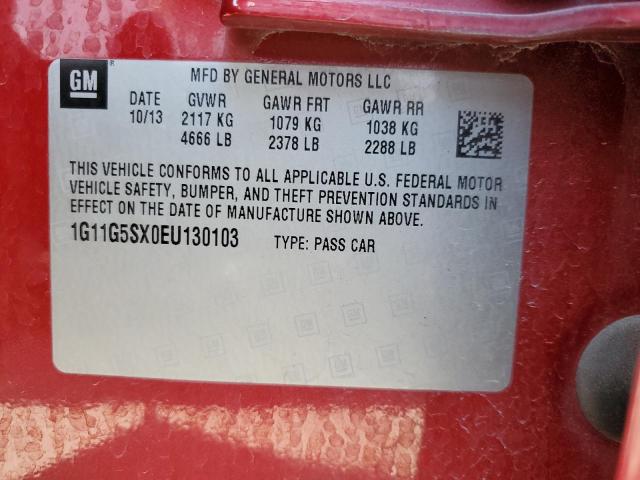 GM ®
MFD BY GENERAL MOTORS LLC
DATE GVWR GAWR FRT GAWR RR
10/13 2117 KG 1079 KG 1038 KG
4666 LB 2378 LB 2288 LB
THIS VEHICLE CONFORMS TO ALL APPLICABLE U.S. FEDERAL MOTOR
VEHICLE SAFETY, BUMPER, AND THEFT PREVENTION STANDARDS IN
EFFECT ON THE DATE OF MANUFACTURE SHOWN ABOVE.
1G11G5SX0EU130103 TYPE: PASS CAR